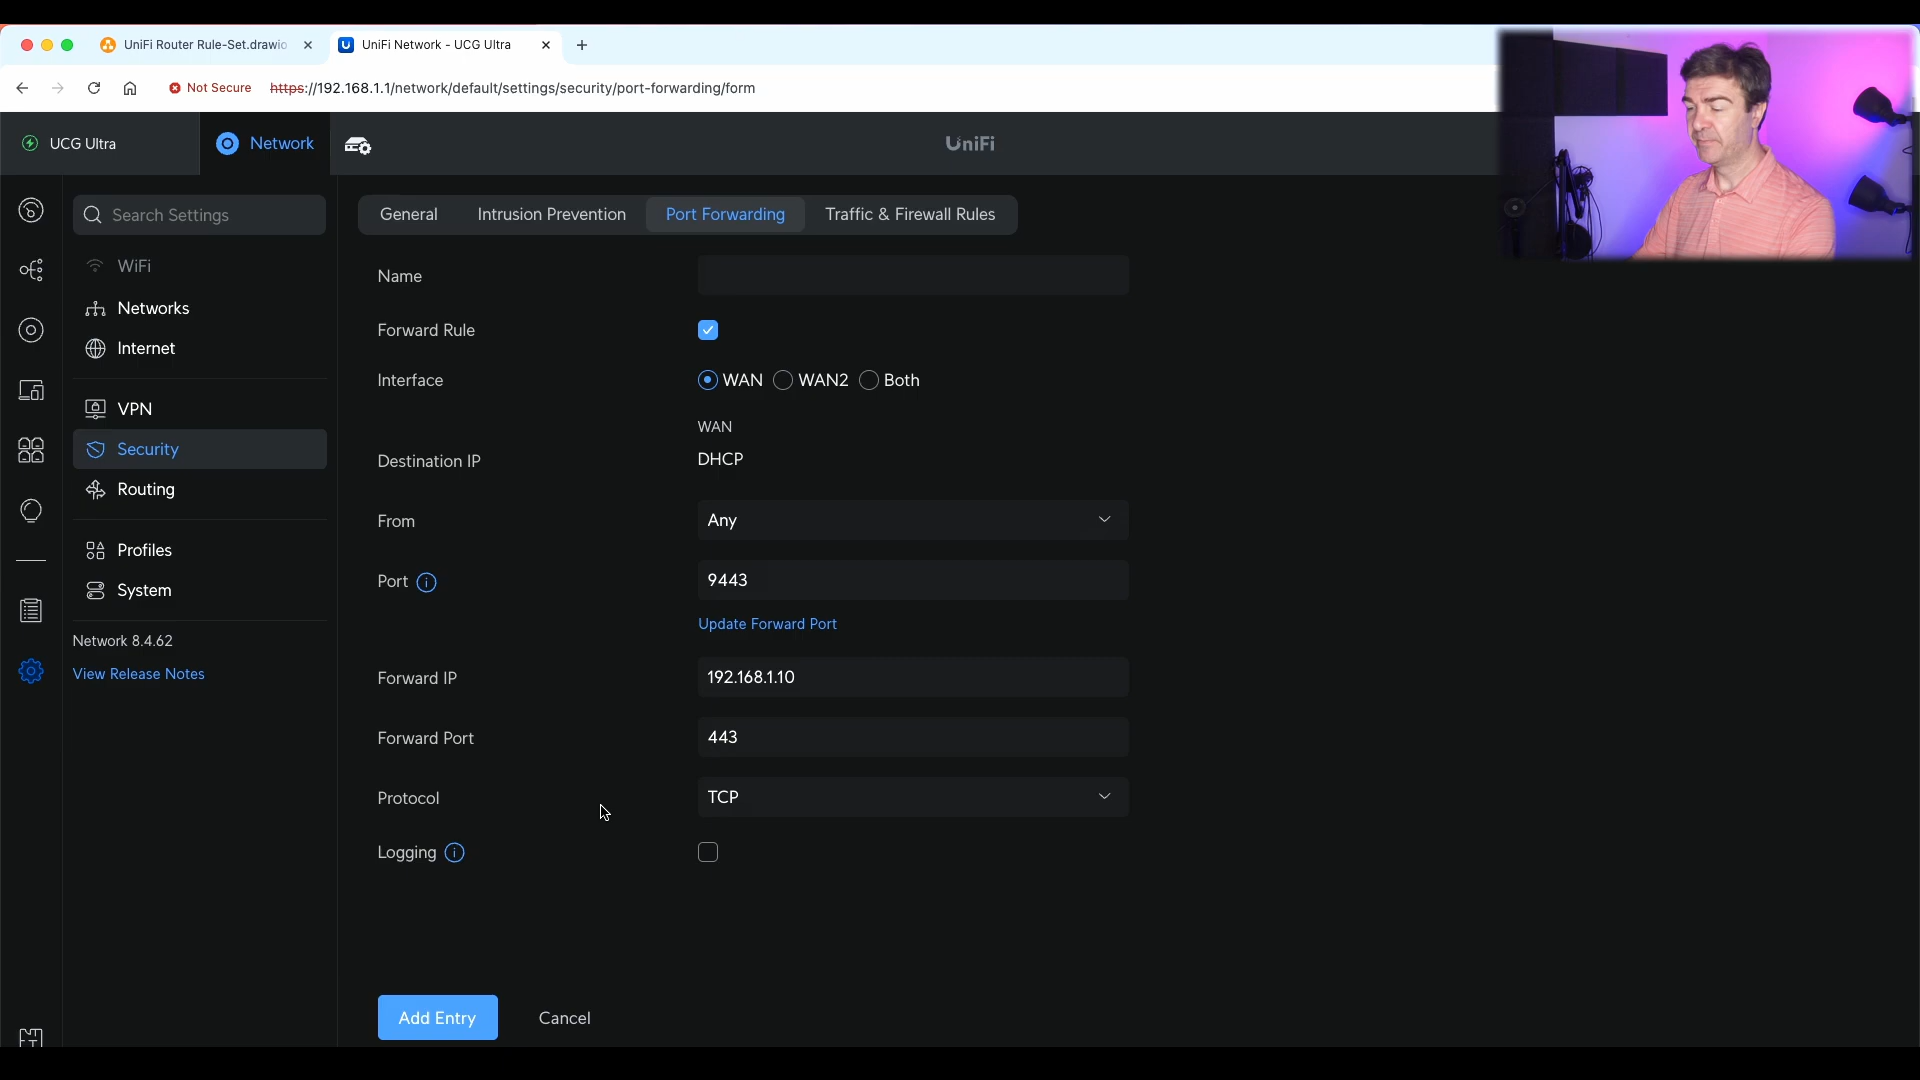 UniFi Router Rule-Set.drawio
UniFi Network - UCG Ultra
Not Secure
https://192.168.1.1/network/default/settings/security/port-forwarding/form
UCG Ultra
Network
UniFi
Search Settings
WiFi
Networks
Internet
VPN
Security
Routing
Profiles
System
Network 8.4.62
View Release Notes
General
Intrusion Prevention
Port Forwarding
Traffic & Firewall Rules
Name
Forward Rule
Interface
WAN
WAN2
Both
WAN
Destination IP
DHCP
From
Any
Port
9443
Update Forward Port
Forward IP
192.168.1.10
Forward Port
443
Protocol
TCP
Logging
Add Entry
Cancel